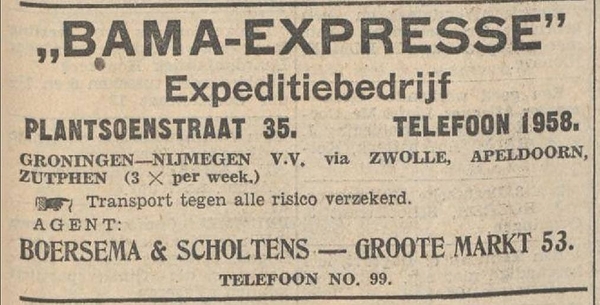 „BAMA-EXPRESSE”
Expeditiebedrijf
PLANTSOENSTRAAT 35. TELEFOON 1958.
GRONINGEN—NIJMEGEN V.V. via ZWOLLE, APELDOORN,
ZUTPHEN (3 × per week.)
☛ Transport tegen alle risico verzekerd.
AGENT:
BOERSEMA & SCHOLTENS — GROOTE MARKT 53.
TELEFOON NO. 99.